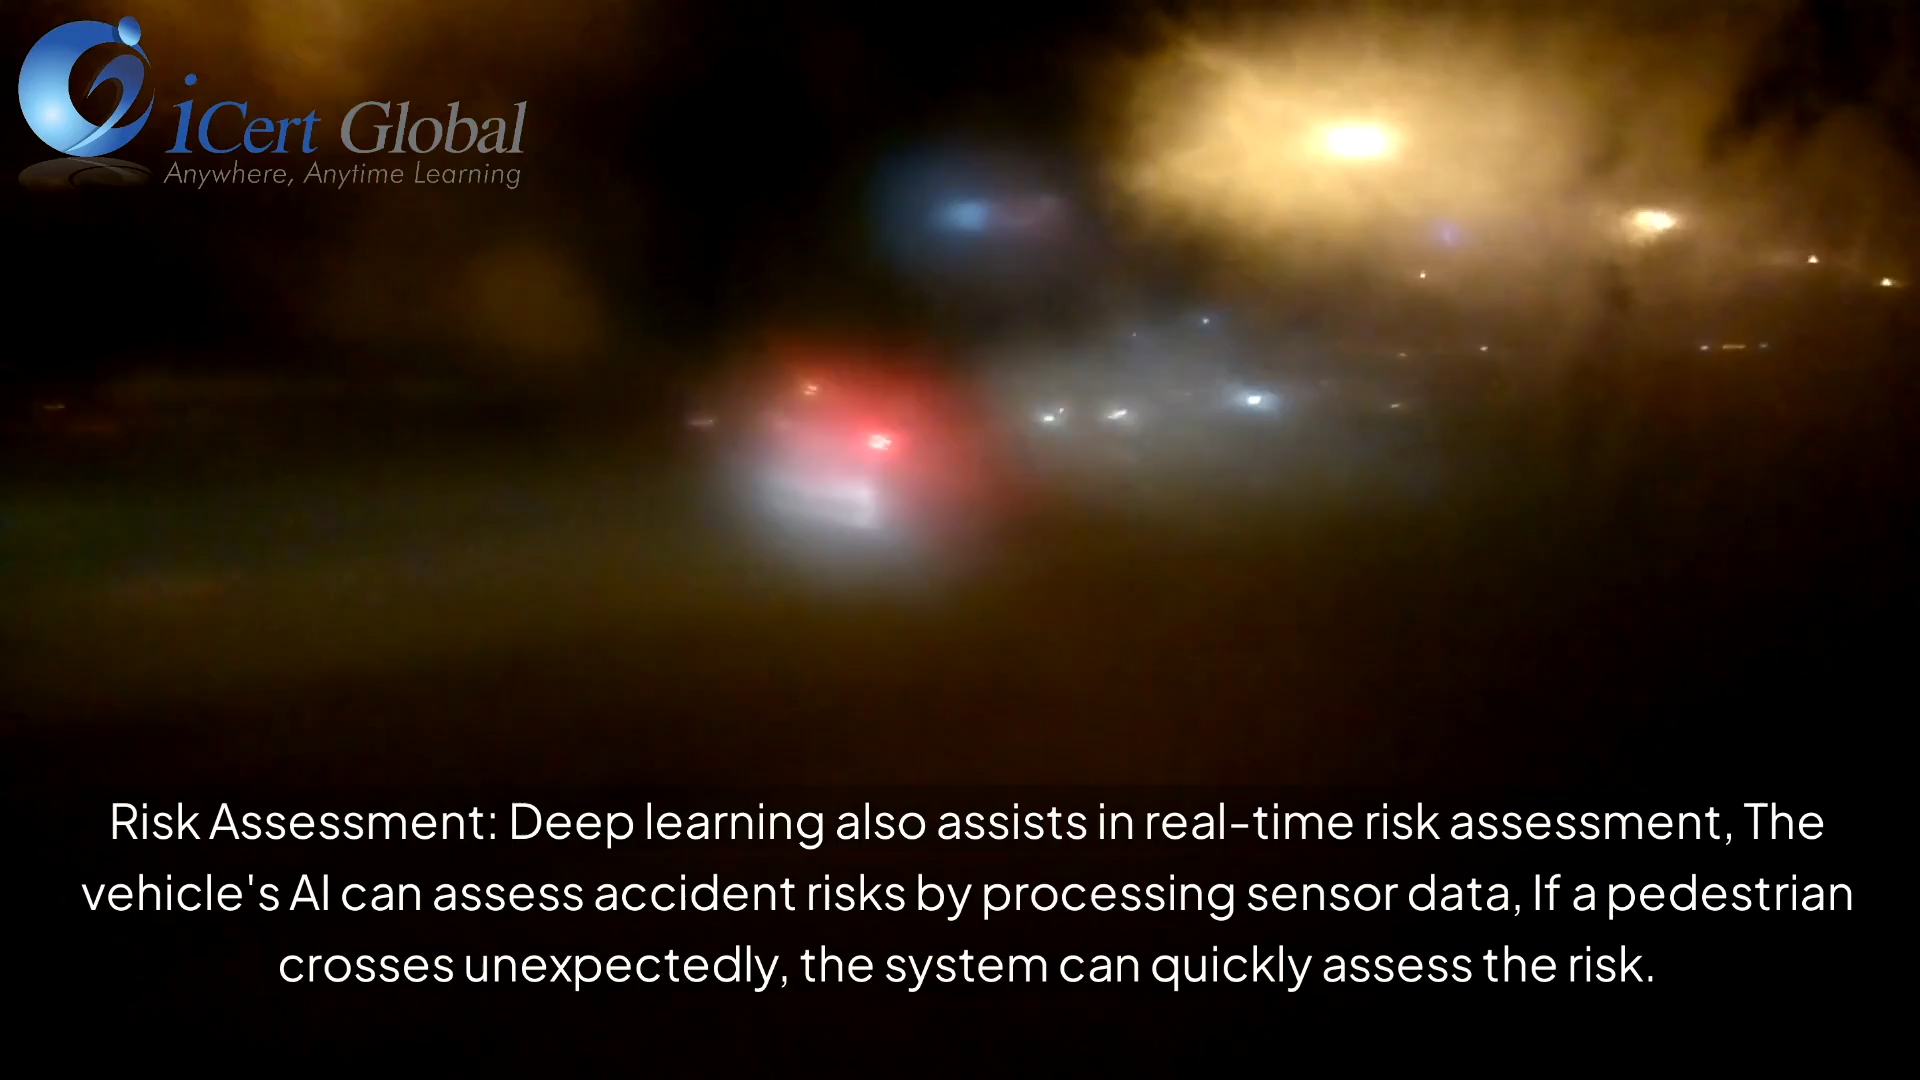 iCert Global
Anywhere, Anytime Learning
Risk Assessment: Deep learning also assists in real-time risk assessment, The
vehicle's AI can assess accident risks by processing sensor data, If a pedestrian
crosses unexpectedly, the system can quickly assess the risk.